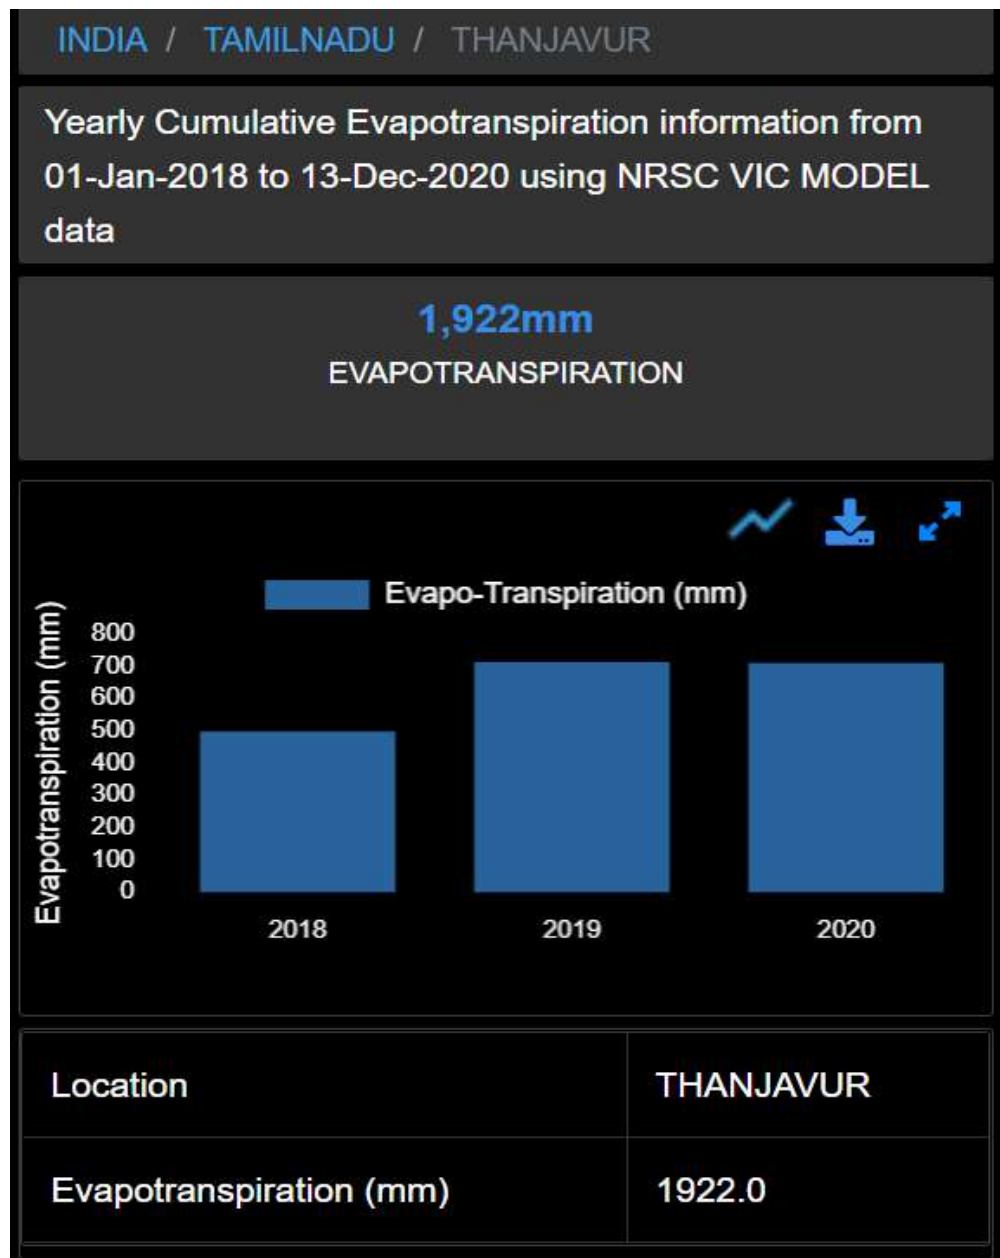 INDIA / TAMILNADU / THANJAVUR
Yearly Cumulative Evapotranspiration information from
01-Jan-2018 to 13-Dec-2020 using NRSC VIC MODEL
data
1,922mm
EVAPOTRANSPIRATION
Evapo-Transpiration (mm)
Evapotranspiration (mm)
800
700
600
500
400
300
200
100
0
2018 2019 2020
Location THANJAVUR
Evapotranspiration (mm) 1922.0